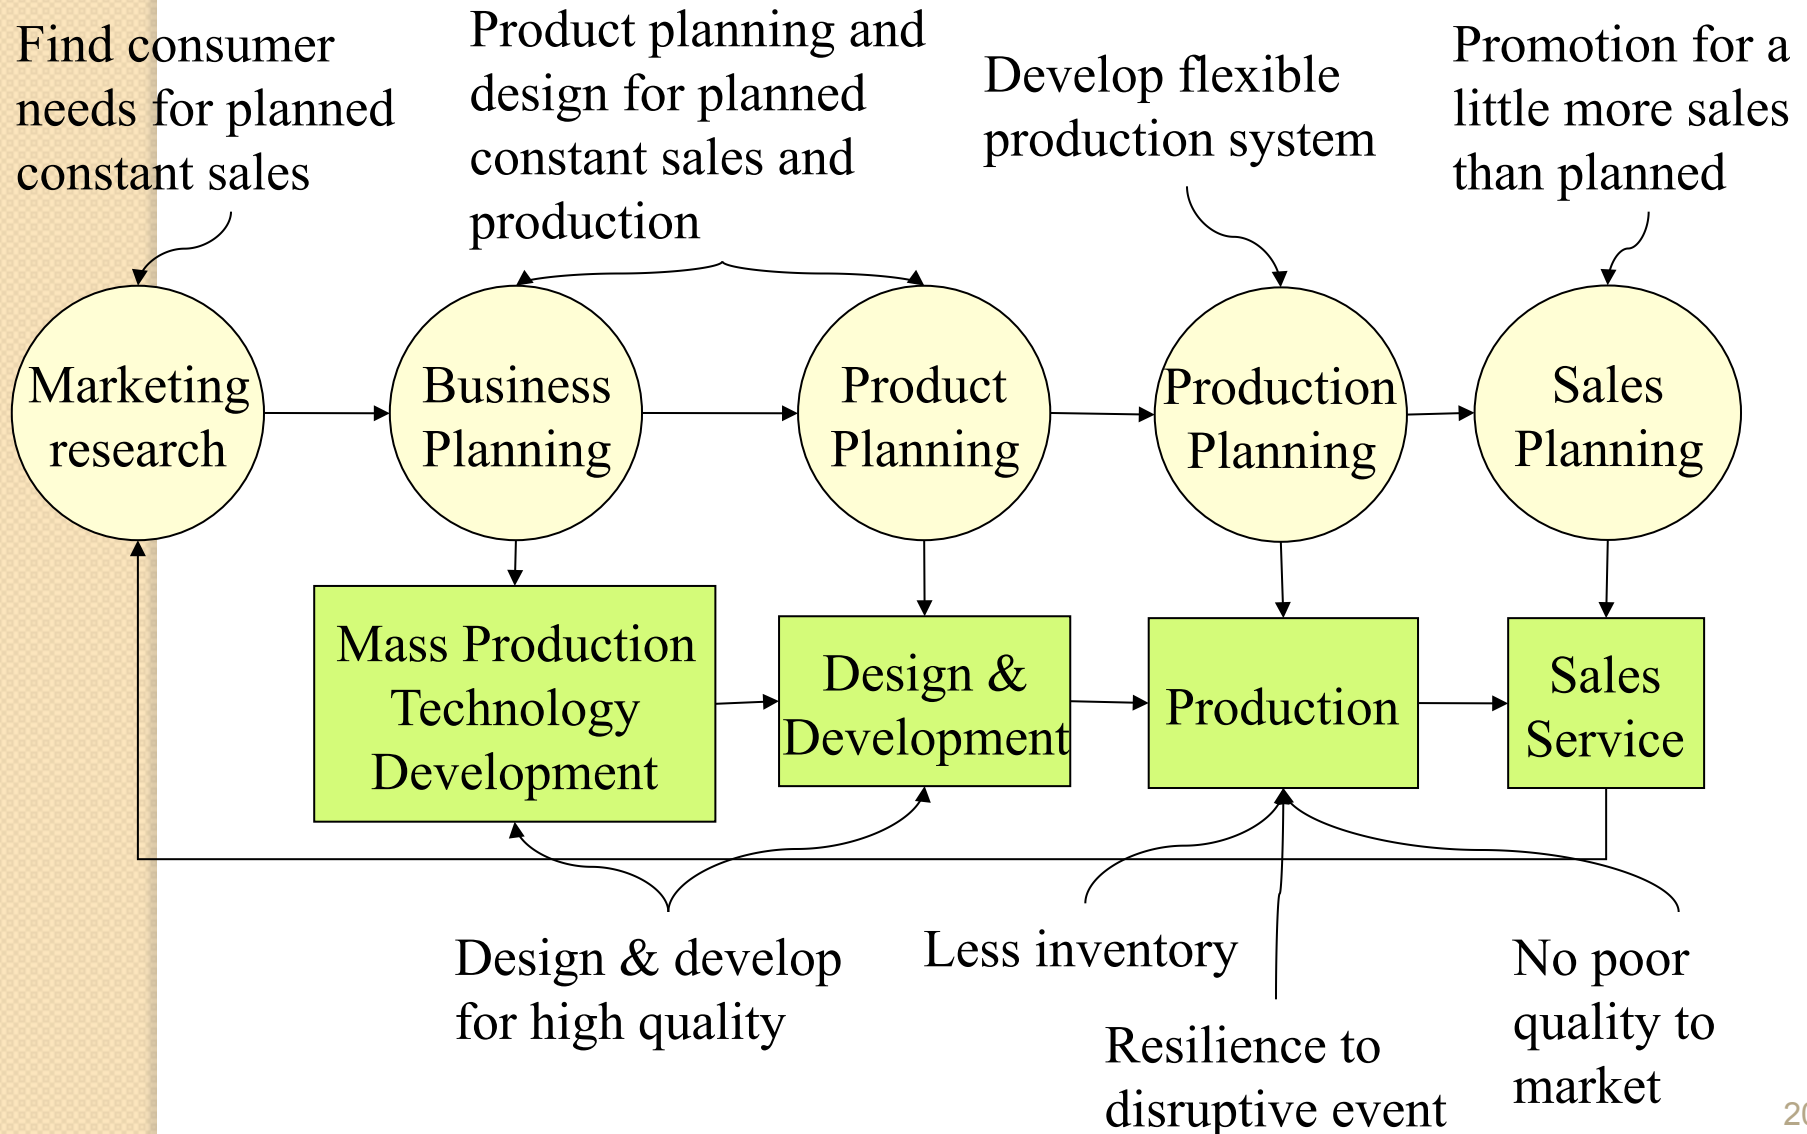 Find consumer
needs for planned
constant sales
Product planning and
design for planned
constant sales and
production
Develop flexible
production system
Promotion for a
little more sales
than planned
Marketing
research
Business
Planning
Product
Planning
Production
Planning
Sales
Planning
Mass Production
Technology
Development
Design &
Development
Production
Sales
Service
Design & develop
for high quality
Less inventory
Resilience to
disruptive event
No poor
quality to
market